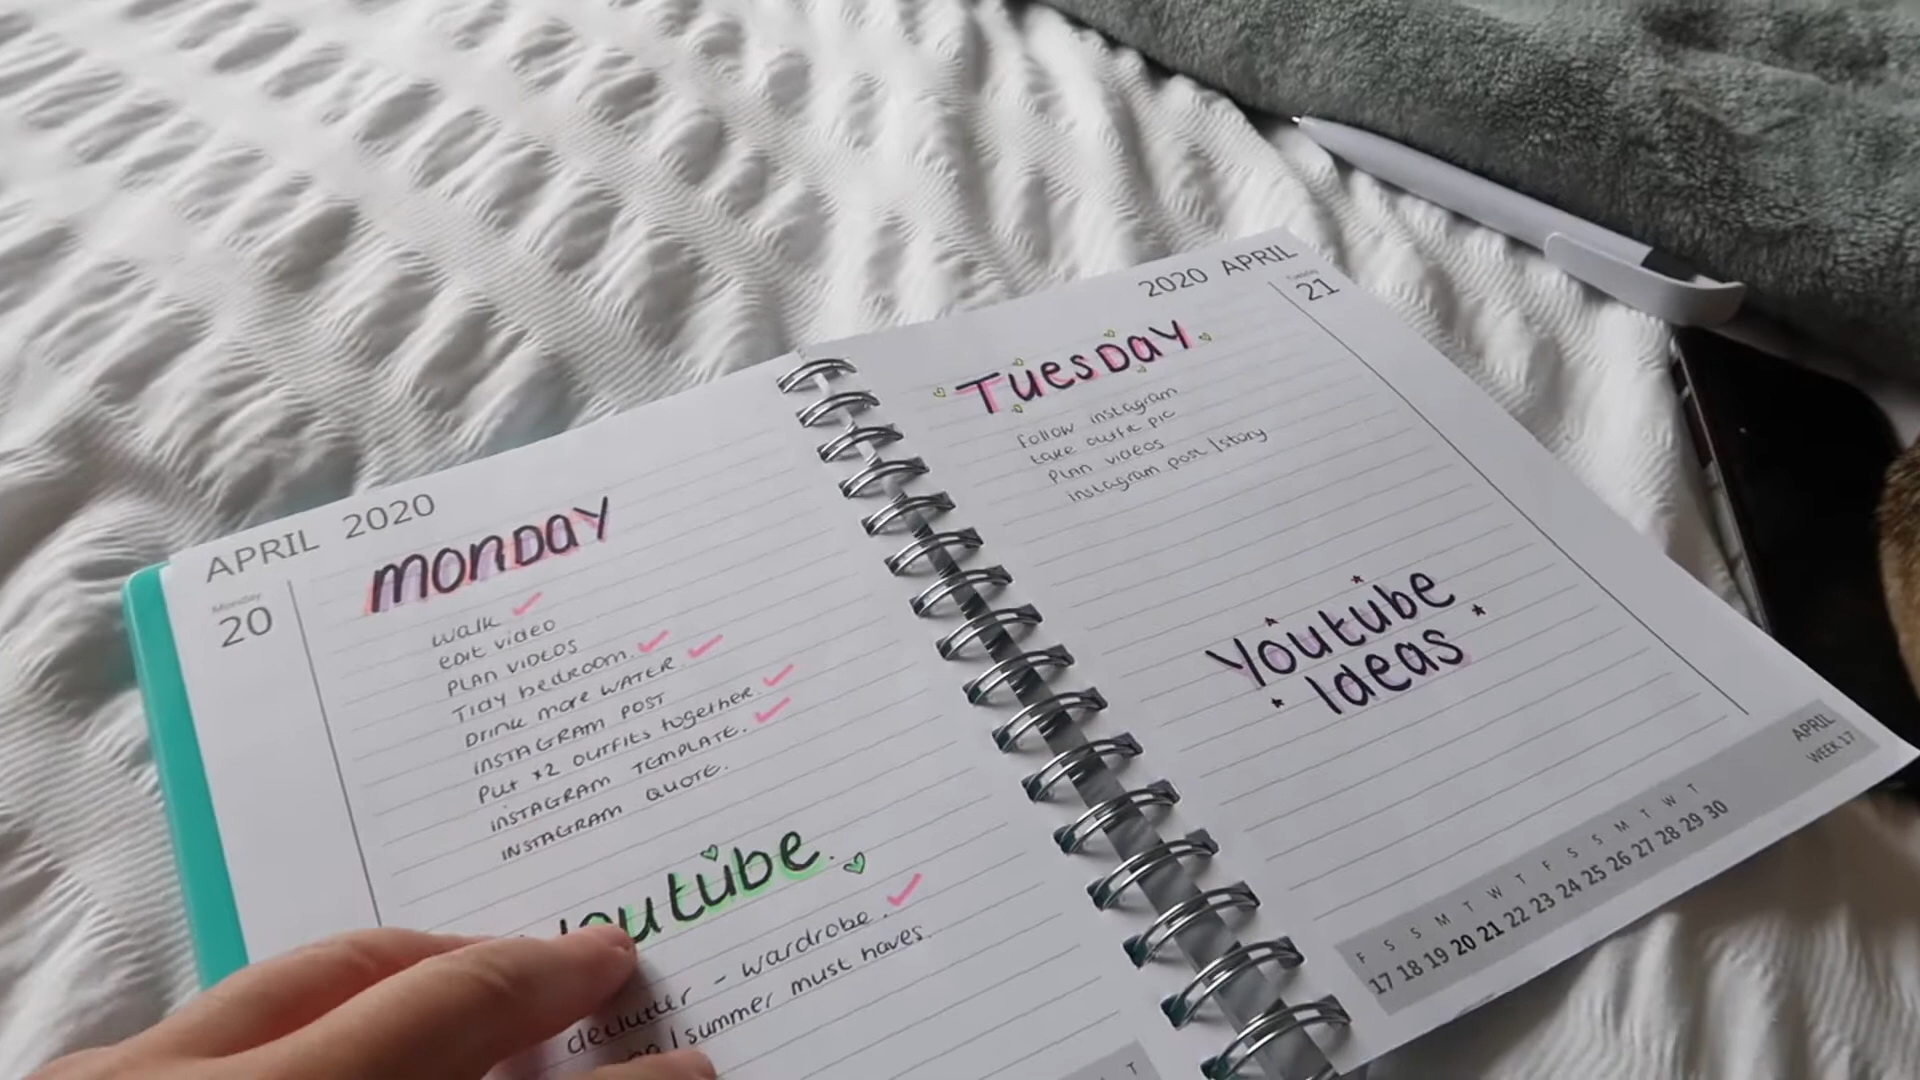 APRIL 2020
Monday
20
MONDAY
walk
edit video
PLAN VIDEOS
Tidy bedroom.
Drink more WATER.
INSTAGRAM POST
Put x2 outfits together.
INSTAGRAM TEMPLATE.
INSTAGRAM QUOTE.
Youtube.
declutter - wardrobe.
/ summer must haves.
T
2020 APRIL
Tuesday
21
TUESDAY
follow instagram
take outfit pic
plan videos
instagram post /story
Youtube
Ideas
APRIL
WEEK 17
F S S M T W T F S S M T W T
17 18 19 20 21 22 23 24 25 26 27 28 29 30